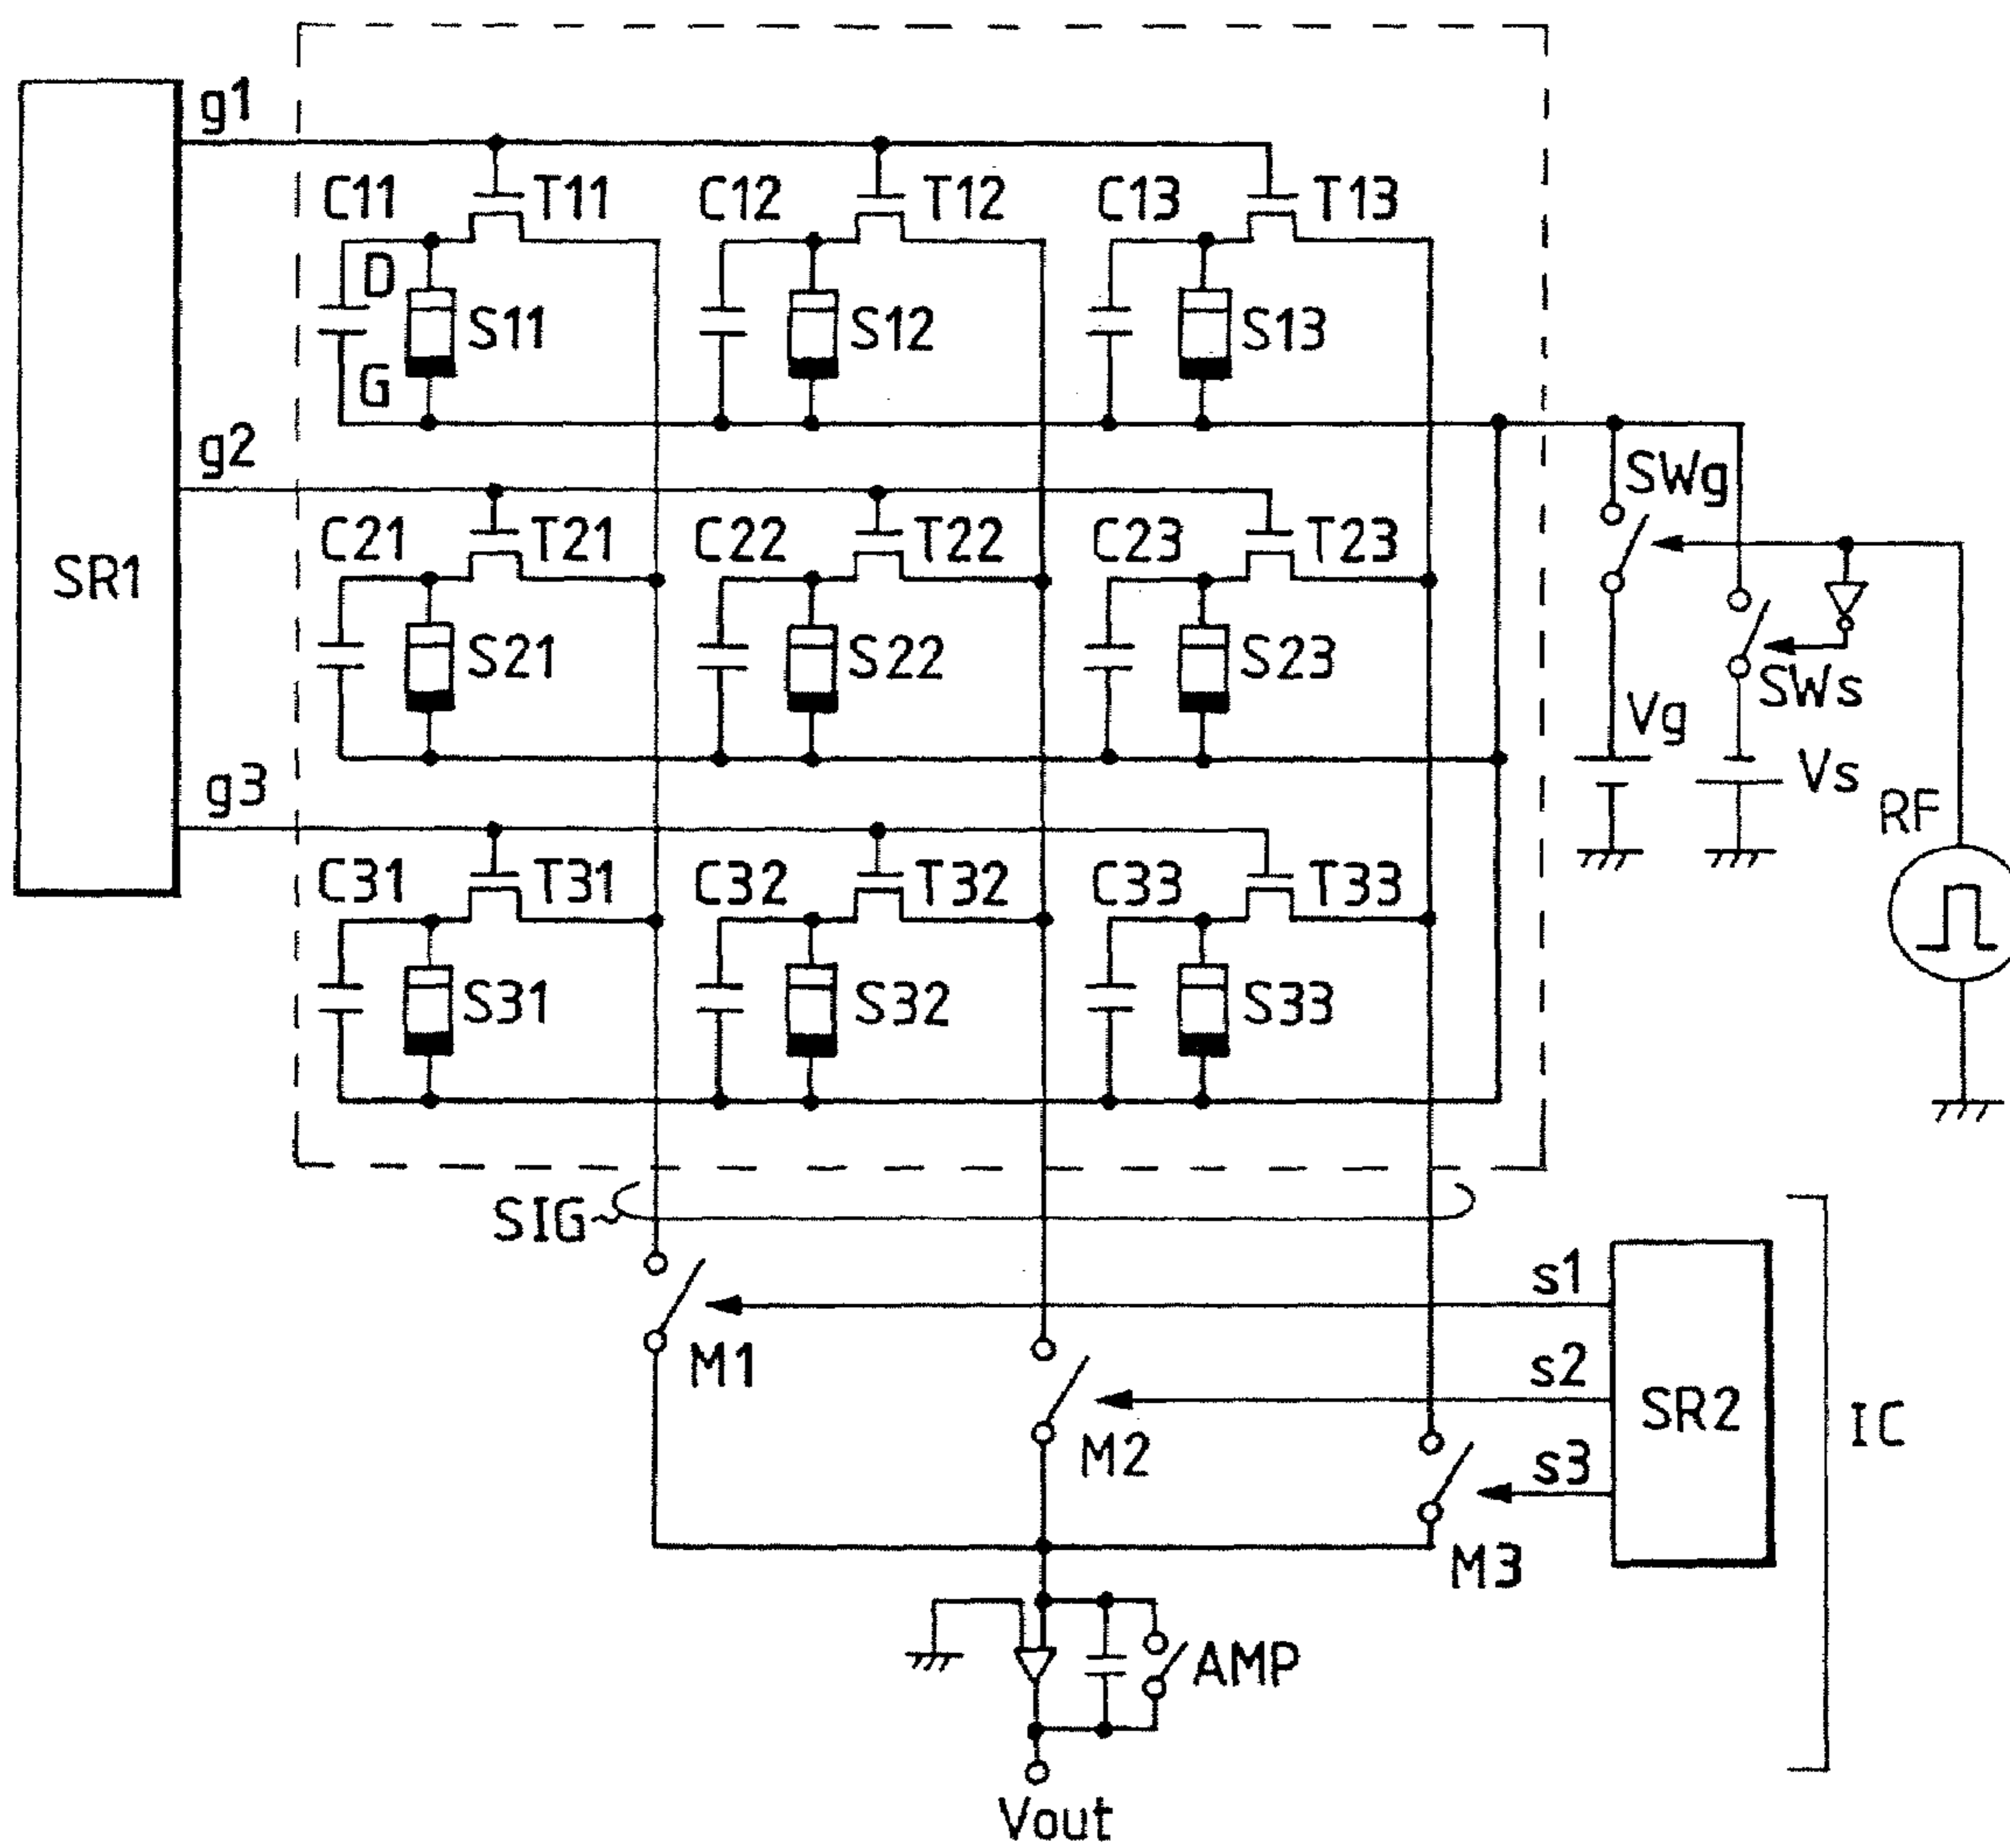 g1
C11 T11 C12 T12 C13 T13
D
S11 S12 S13
G
g2
SWg
C21 T21 C22 T22 C23 T23
SR1
S21 S22 S23
SWs
Vg
Vs
g3
RF
C31 T31 C32 T32 C33 T33
S31 S32 S33
SIG
s1
M1
s2
SR2
IC
M2
s3
M3
AMP
Vout